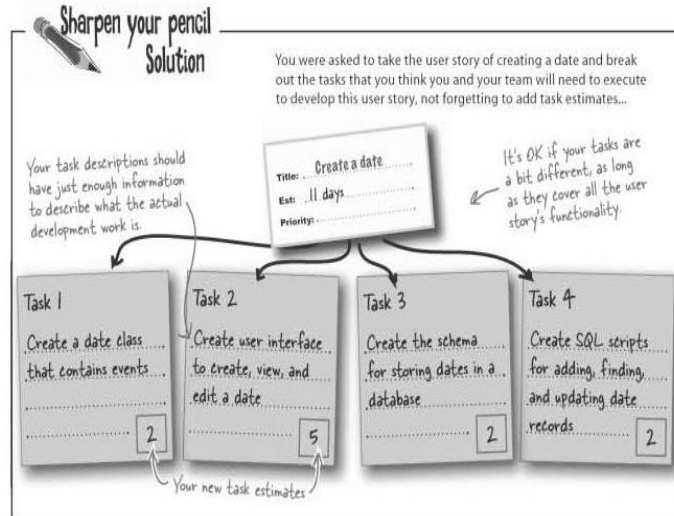 Sharpen your pencil
Solution
You were asked to take the user story of creating a date and break
out the tasks that you think you and your team will need to execute
to develop this user story, not forgetting to add task estimates...
Your task descriptions should
have just enough information
to describe what the actual
development work is.
Title: Create a date
Est: 11 days
Priority:
It's OK if your tasks are
a bit different, as long
as they cover all the user
story's functionality.
Task 1
Create a date class
that contains events
2
Task 2
Create user interface
to create, view, and
edit a date
5
Task 3
Create the schema
for storing dates in a
database
2
Task 4
Create SQL scripts
for adding, finding,
and updating date
records
2
Your new task estimates